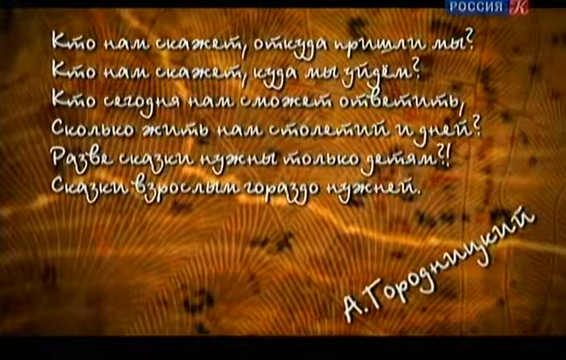 РОССИЯ К
Кто нам скажет, откуда пришли мы?
Кто нам скажет, куда мы уйдём?
Кто сегодня нам сможет ответить,
Сколько жить нам столетий и дней?
Разве сказки нужны только детям?!
Сказки взрослым гораздо нужней.
А.Городницкий